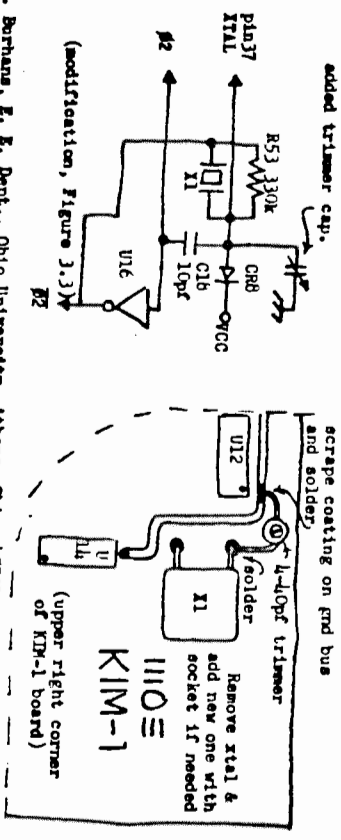 added trimmer cap.
pin37
XTAL
R53 330k
X1
Ø2
C16
10pf
CR8
VCC
U16
Ø2
(modification, Figure 3.3)
scrape coating on gnd bus
and solder,
4-40pf trimmer
solder
U12
X1
Remove xtal &
add new one with
socket if needed
(upper right corner
of KIM-1 board)
KIM-1
Burhans, E. E. Dept., Ohio University,